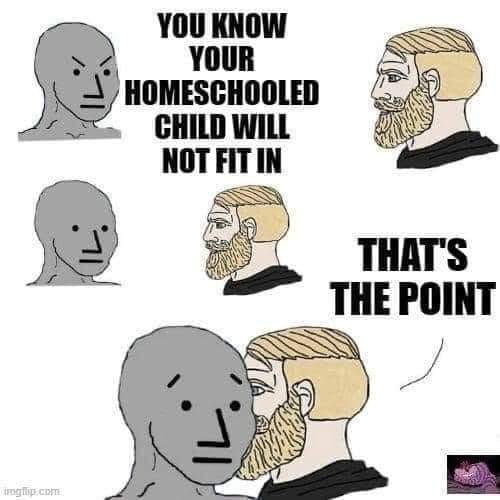 YOU KNOW
YOUR
HOMESCHOOLED
CHILD WILL
NOT FIT IN
THAT'S
THE POINT
imgflip.com